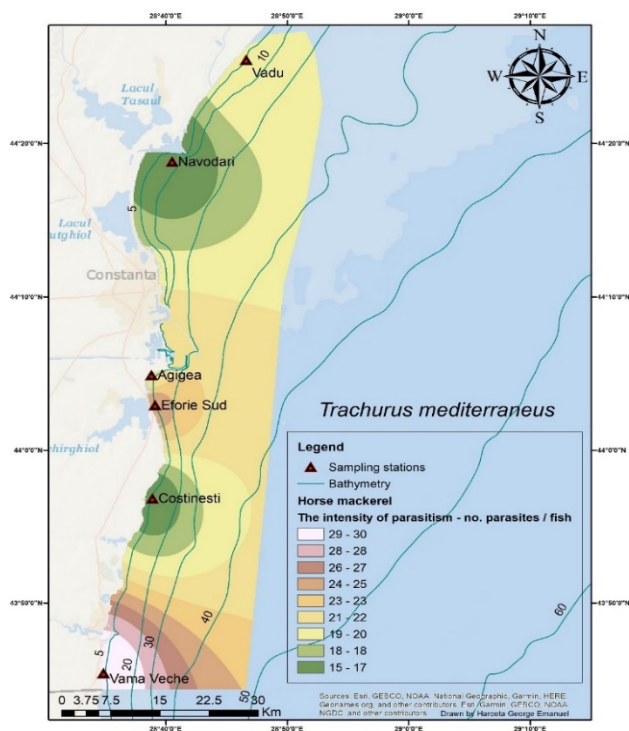 28°40'0"E 28°50'0"E 29°0'0"E 29°10'0"E
10
Vadu
N
W E
S
Lacul
Tasaul
44°20'0"N 44°20'0"N
Navodari
5
Lacul
utghiol
Constanta
44°10'0"N 44°10'0"N
Agigea
Eforie Sud
Trachurus mediterraneus
44°0'0"N 44°0'0"N
hirghiol
Costinesti
Legend
Sampling stations
Bathymetry
Horse mackerel
The intensity of parasitism - no. parasites / fish
29 - 30
28 - 28
26 - 27
24 - 25
23 - 23
21 - 22
19 - 20
18 - 18
15 - 17
43°50'0"N 43°50'0"N
40
60
5
30
20
50
Vama Veche
0 3.75 7.5 15 22.5 30
Km
Sources: Esri, GEBCO, NOAA, National Geographic, Garmin, HERE,
Geonames.org, and other contributors. Esri, Garmin, GEBCO, NOAA
NGDC, and other contributors
Drawn by Harcota George Emanuel
28°40'0"E 28°50'0"E 29°0'0"E 29°10'0"E